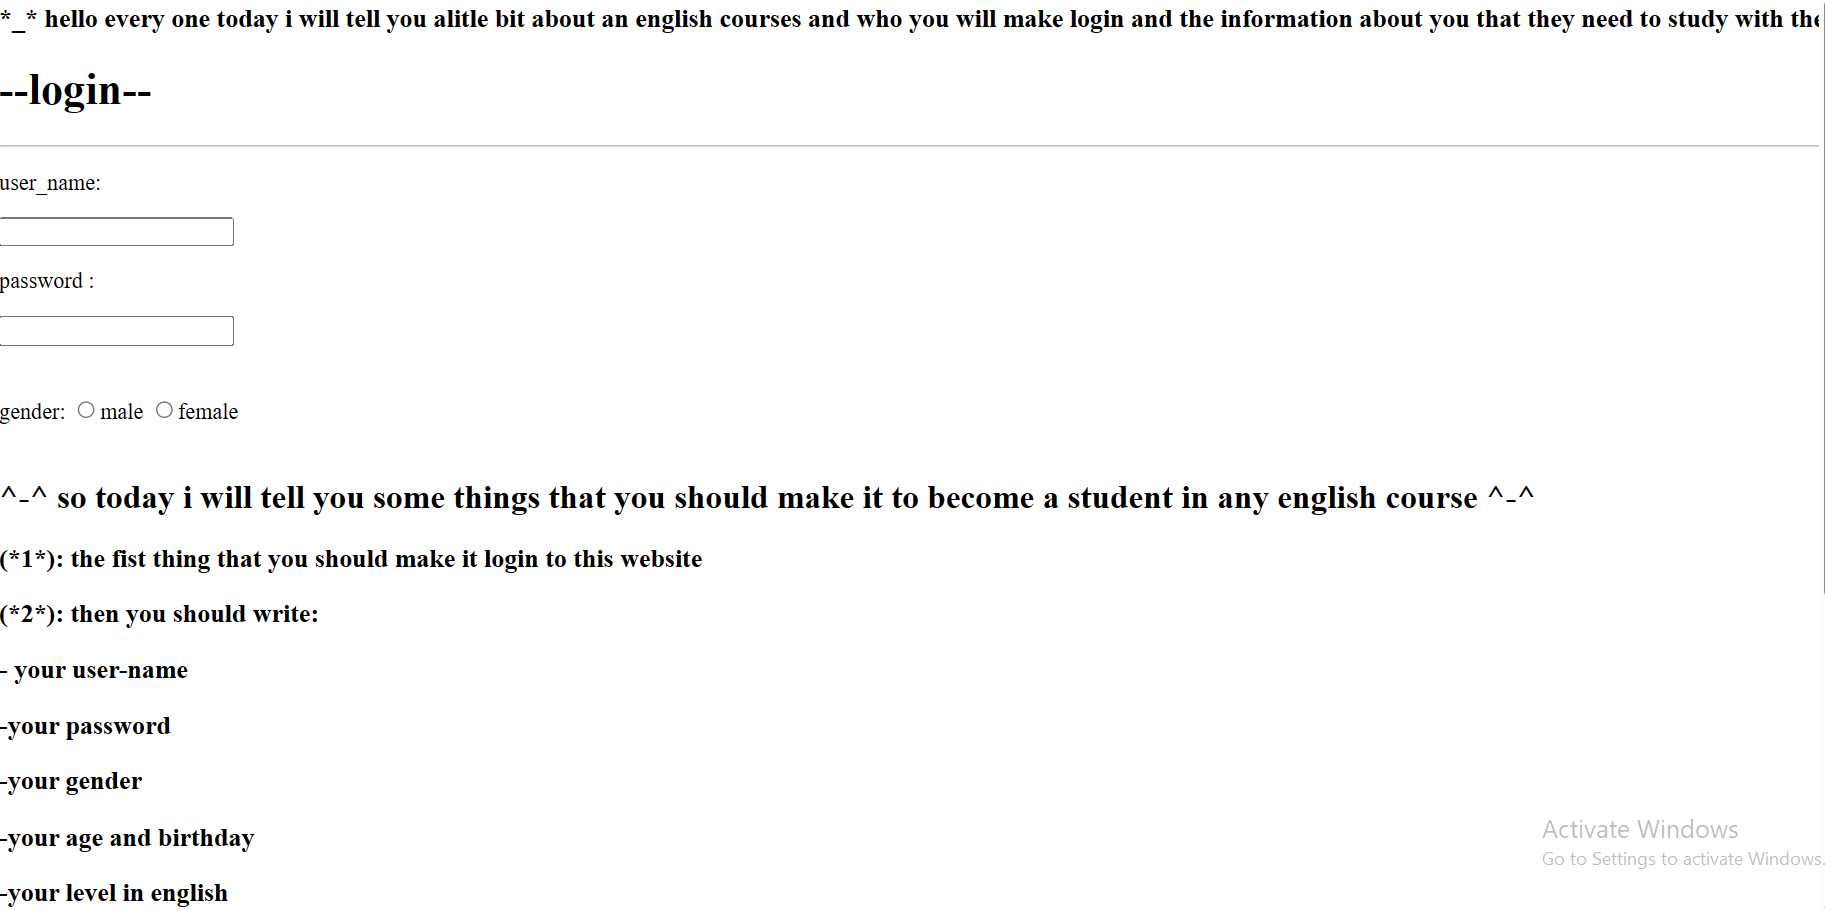 *_* hello every one today i will tell you alitle bit about an english courses and who you will make login and the information about you that they need to study with the
--login--
user_name:
password :
gender: male female
^-^ so today i will tell you some things that you should make it to become a student in any english course ^-^
(*1*): the fist thing that you should make it login to this website
(*2*): then you should write:
- your user-name
-your password
-your gender
-your age and birthday
-your level in english
Activate Windows
Go to Settings to activate Windows.